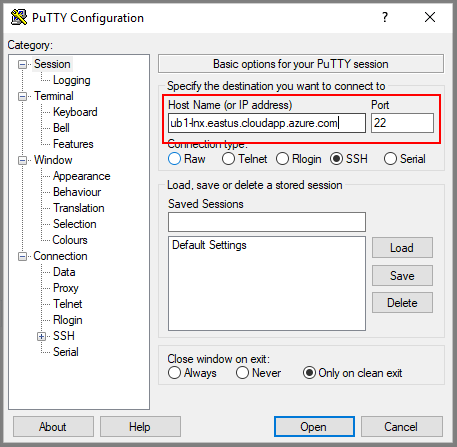 PuTTY Configuration
Category:
Session
Logging
Terminal
Keyboard
Bell
Features
Window
Appearance
Behaviour
Translation
Selection
Colours
Connection
Data
Proxy
Telnet
Rlogin
SSH
Serial
Basic options for your PuTTY session
Specify the destination you want to connect to
Host Name (or IP address) Port
ub1-lnx.eastus.cloudapp.azure.com 22
Connection type:
Raw Telnet Rlogin SSH Serial
Load, save or delete a stored session
Saved Sessions
Default Settings
Load
Save
Delete
Close window on exit:
Always Never Only on clean exit
About Help Open Cancel